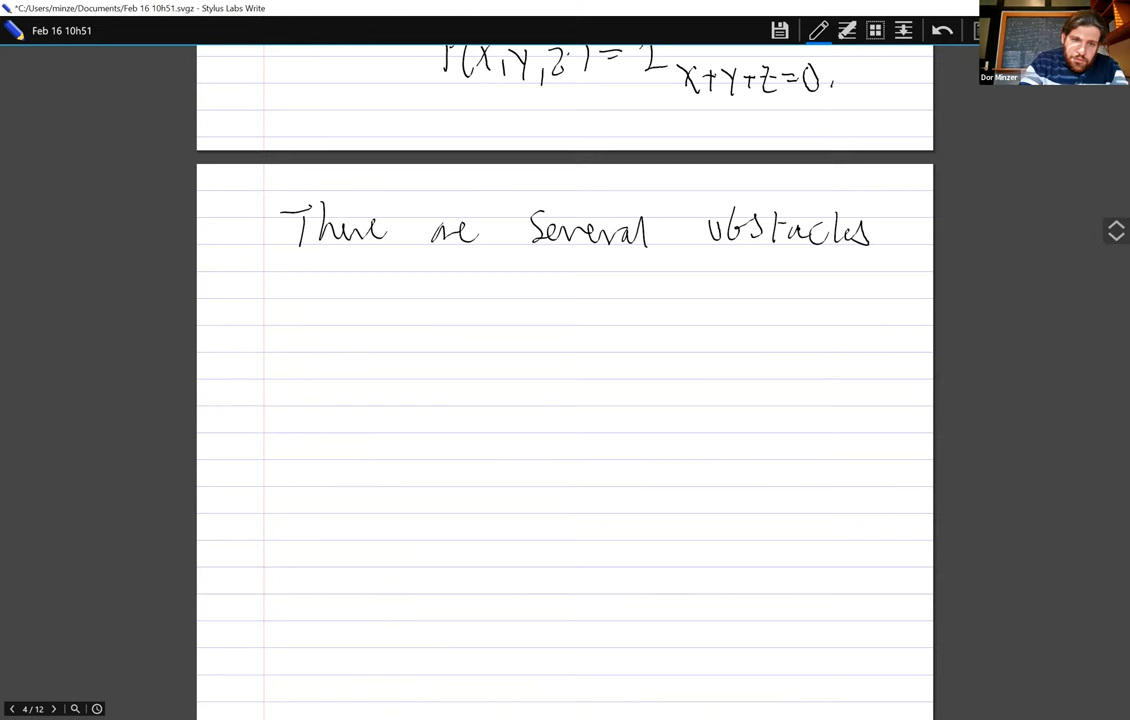 *C:/Users/minze/Documents/Feb 16 10h51.svgz - Stylus Labs Write
Feb 16 10h51
Dor Minzer
P(X,Y,Z) = 1
X+Y+Z=0.
There are several obstacles
4 / 12